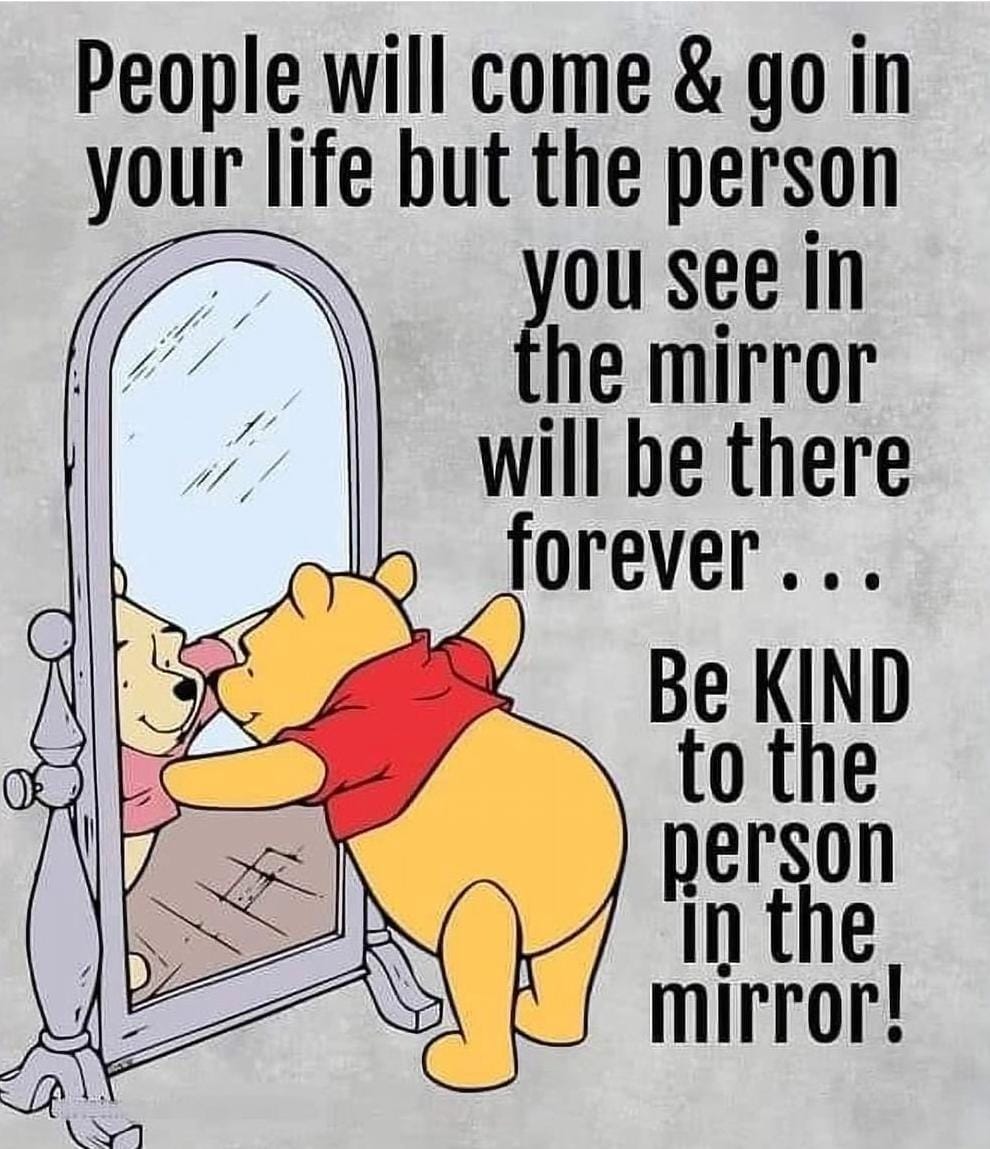 People will come & go in
your life but the person
you see in
the mirror
will be there
forever . . .
Be KIND
to the
person
in the
mirror!